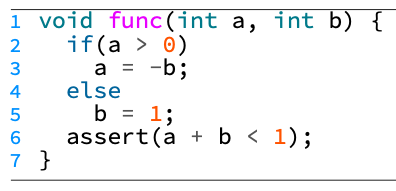 1 void func(int a, int b) {
2   if(a > 0)
3     a = -b;
4   else
5     b = 1;
6   assert(a + b < 1);
7 }